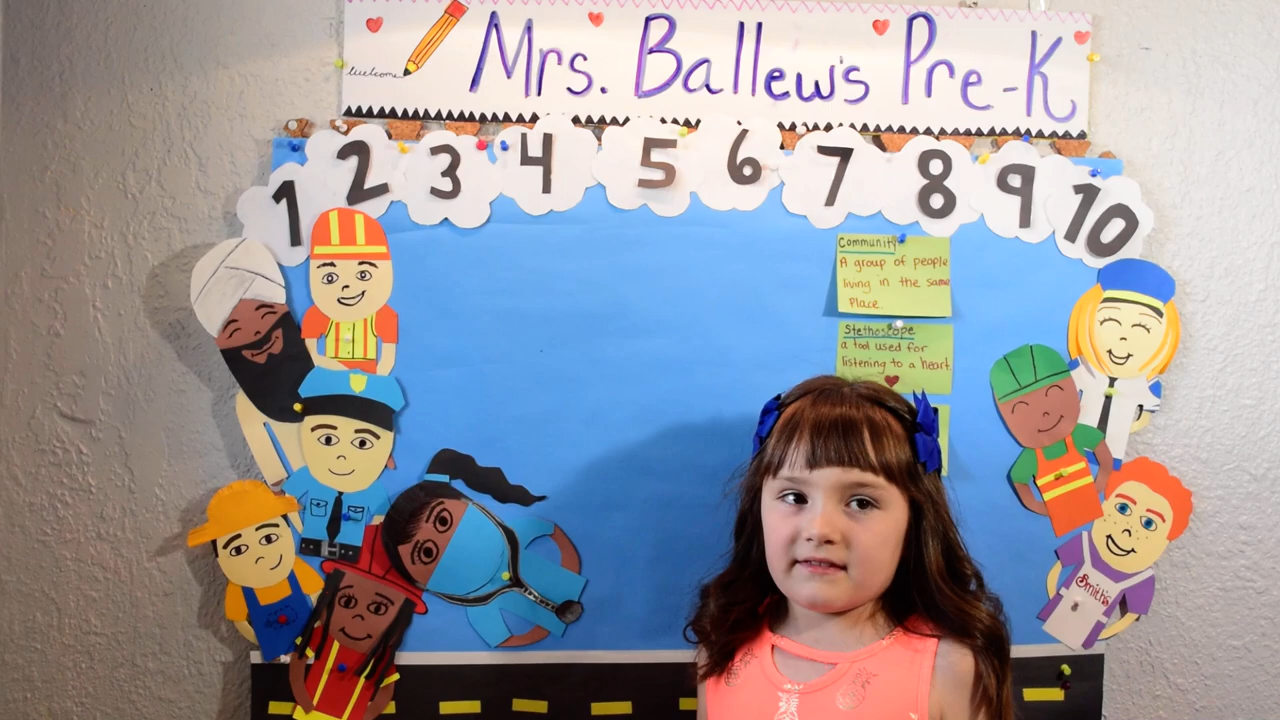 welcome
Mrs. Ballew's Pre-K
1 2 3 4 5 6 7 8 9 10
Community
A group of people
living in the same
Place.
Stethoscope
a tool used for
listening to a heart.
Smith's